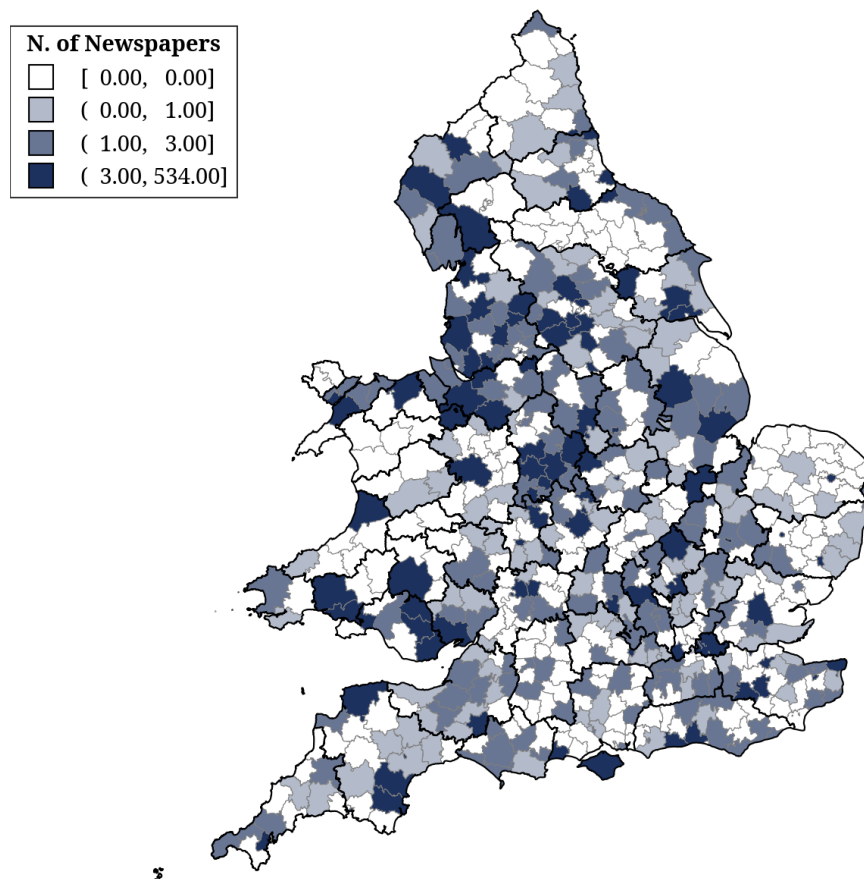 N. of Newspapers
[ 0.00, 0.00]
( 0.00, 1.00]
( 1.00, 3.00]
( 3.00, 534.00]